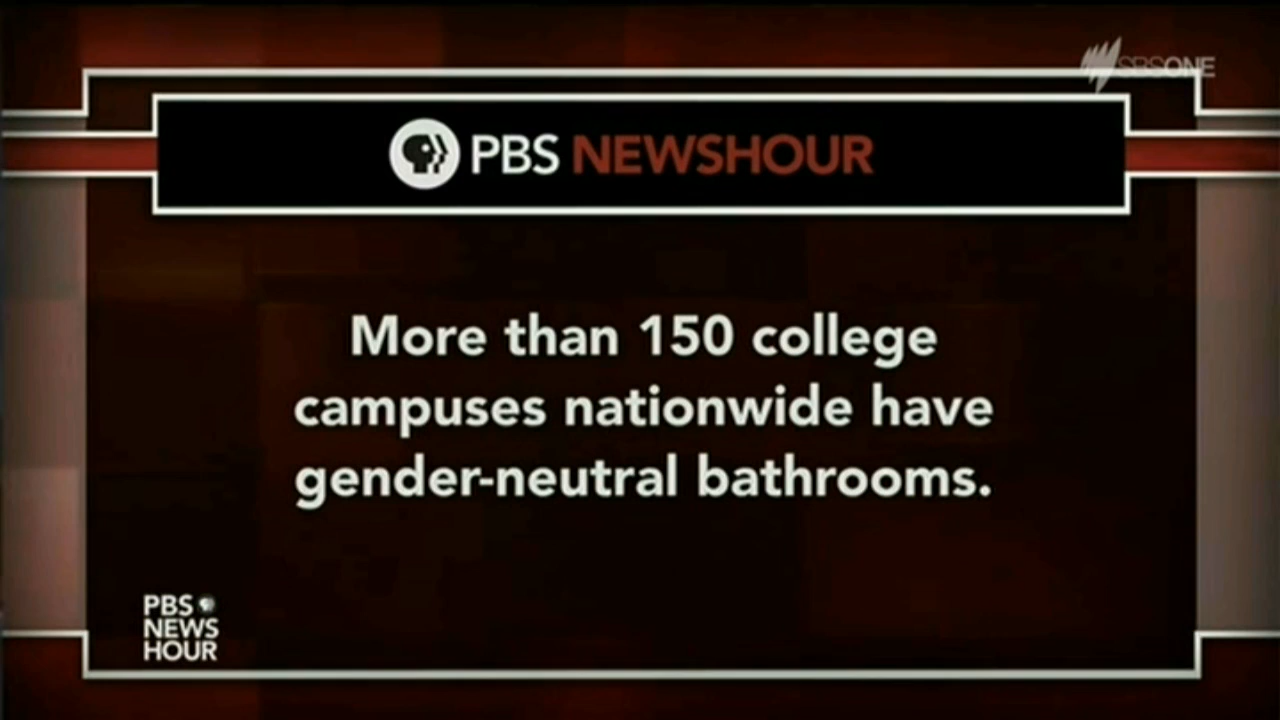 SBSONE
PBS NEWSHOUR
More than 150 college
campuses nationwide have
gender-neutral bathrooms.
PBS
NEWS
HOUR